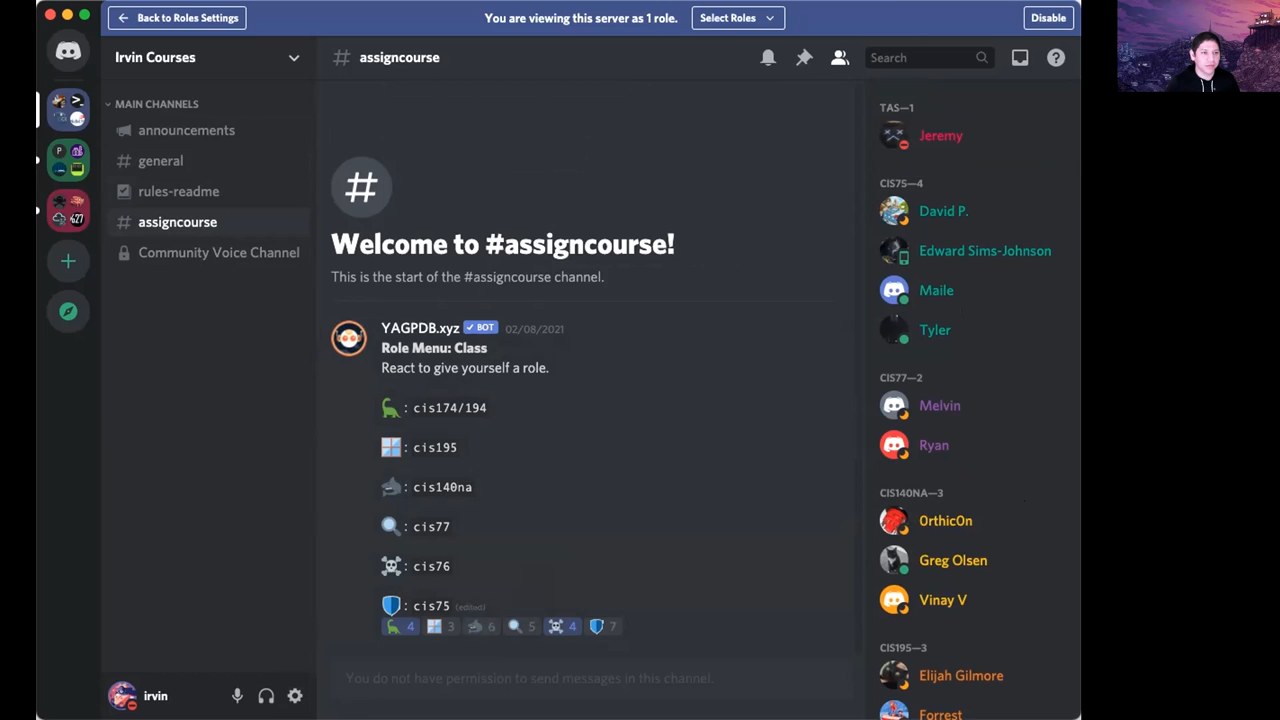 Back to Roles Settings
You are viewing this server as 1 role.
Select Roles
Disable
Irvin Courses
MAIN CHANNELS
announcements
general
rules-readme
assigncourse
Community Voice Channel
irvin
# assigncourse
Search
#
Welcome to #assigncourse!
This is the start of the #assigncourse channel.
YAGPDB.xyz ✓ BOT 02/08/2021
Role Menu: Class
React to give yourself a role.
: cis174/194
: cis195
: cis140na
: cis77
: cis76
: cis75 (edited)
4 3 6 5 4 7
You do not have permission to send messages in this channel.
TAS—1
Jeremy
CIS75—4
David P.
Edward Sims-Johnson
Maile
Tyler
CIS77—2
Melvin
Ryan
CIS140NA—3
0rthic0n
Greg Olsen
Vinay V
CIS195—3
Elijah Gilmore
Forrest